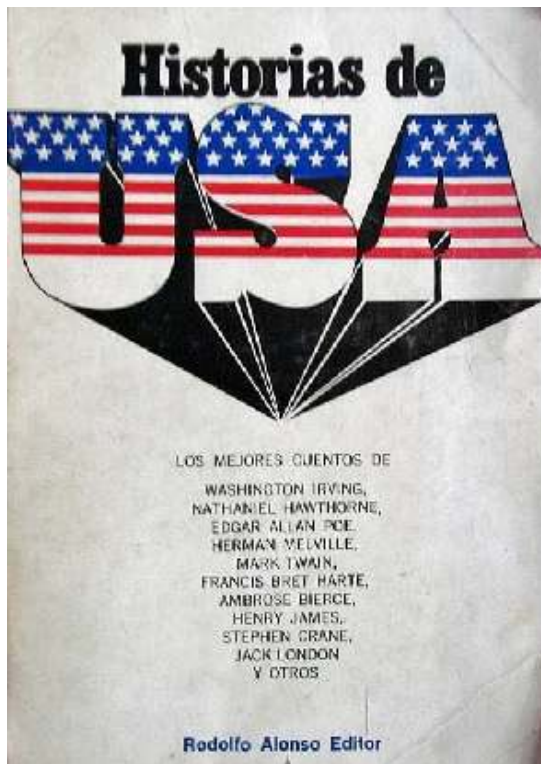 Historias de
USA
LOS MEJORES CUENTOS DE
WASHINGTON IRVING,
NATHANIEL HAWTHORNE,
EDGAR ALLAN POE,
HERMAN MELVILLE,
MARK TWAIN,
FRANCIS BRET HARTE,
AMBROSE BIERCE,
HENRY JAMES,
STEPHEN CRANE,
JACK LONDON
Y OTROS
Rodolfo Alonso Editor